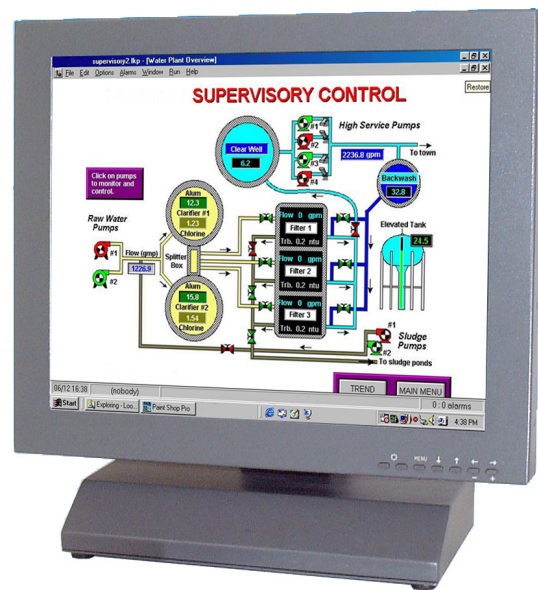 supervisory2.lkp - [Water Plant Overview]
File Edit Options Alarms Window Run Help
Restore
SUPERVISORY CONTROL
High Service Pumps
#1
#2
#3
#4
2236.8 gpm
To town
Clear Well
6.2
Backwash
32.8
Click on pumps
to monitor and
control.
Alum
12.3
Clarifier #1
1.23
Chlorine
Raw Water
Pumps
#1
#2
Flow (gmp)
1226.9
Splitter
Box
Alum
15.8
Clarifier #2
1.54
Chlorine
Flow 0 gpm
Filter 1
Trb. 0.2 ntu
Flow 0 gpm
Filter 2
Trb. 0.2 ntu
Flow 0 gpm
Filter 3
Trb. 0.2 ntu
Elevated Tank
24.5
#1
#2
Sludge
Pumps
To sludge ponds
TREND
MAIN MENU
06/12 16:38 (nobody)
0 : 0 alarms
Start Exploring - Loo... Paint Shop Pro 4:38 PM
MENU